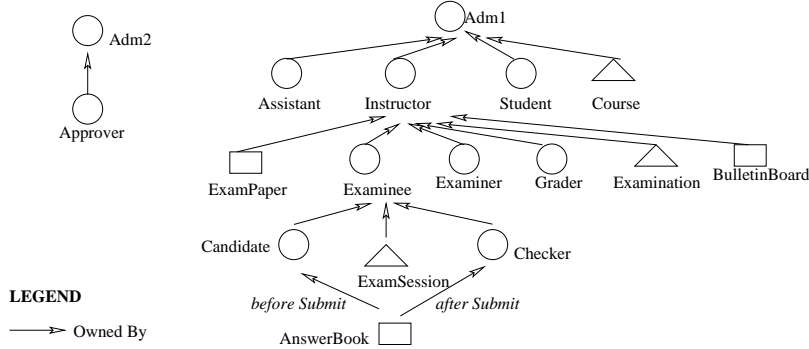 Adm1
Adm2
Assistant Instructor Student Course
Approver
ExamPaper Examinee Examiner Grader Examination BulletinBoard
Candidate Checker
ExamSession
LEGEND
before Submit after Submit
Owned By
AnswerBook